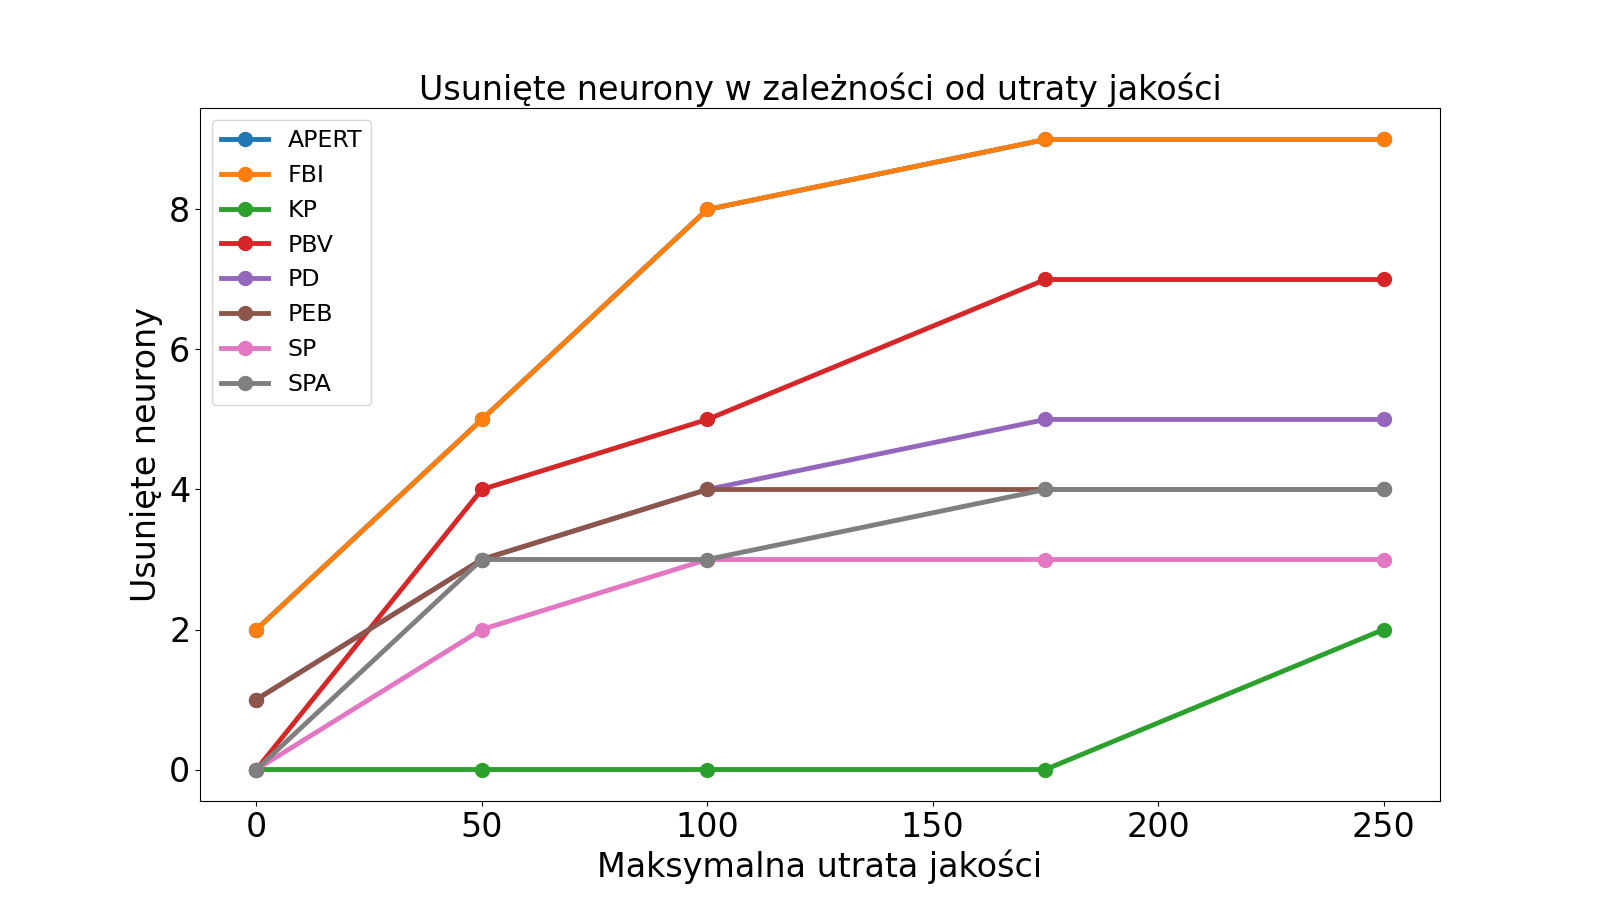 Usunięte neurony w zależności od utraty jakości
APERT
FBI
KP
PBV
PD
PEB
SP
SPA
Usunięte neurony
8
6
4
2
0
0 50 100 150 200 250
Maksymalna utrata jakości